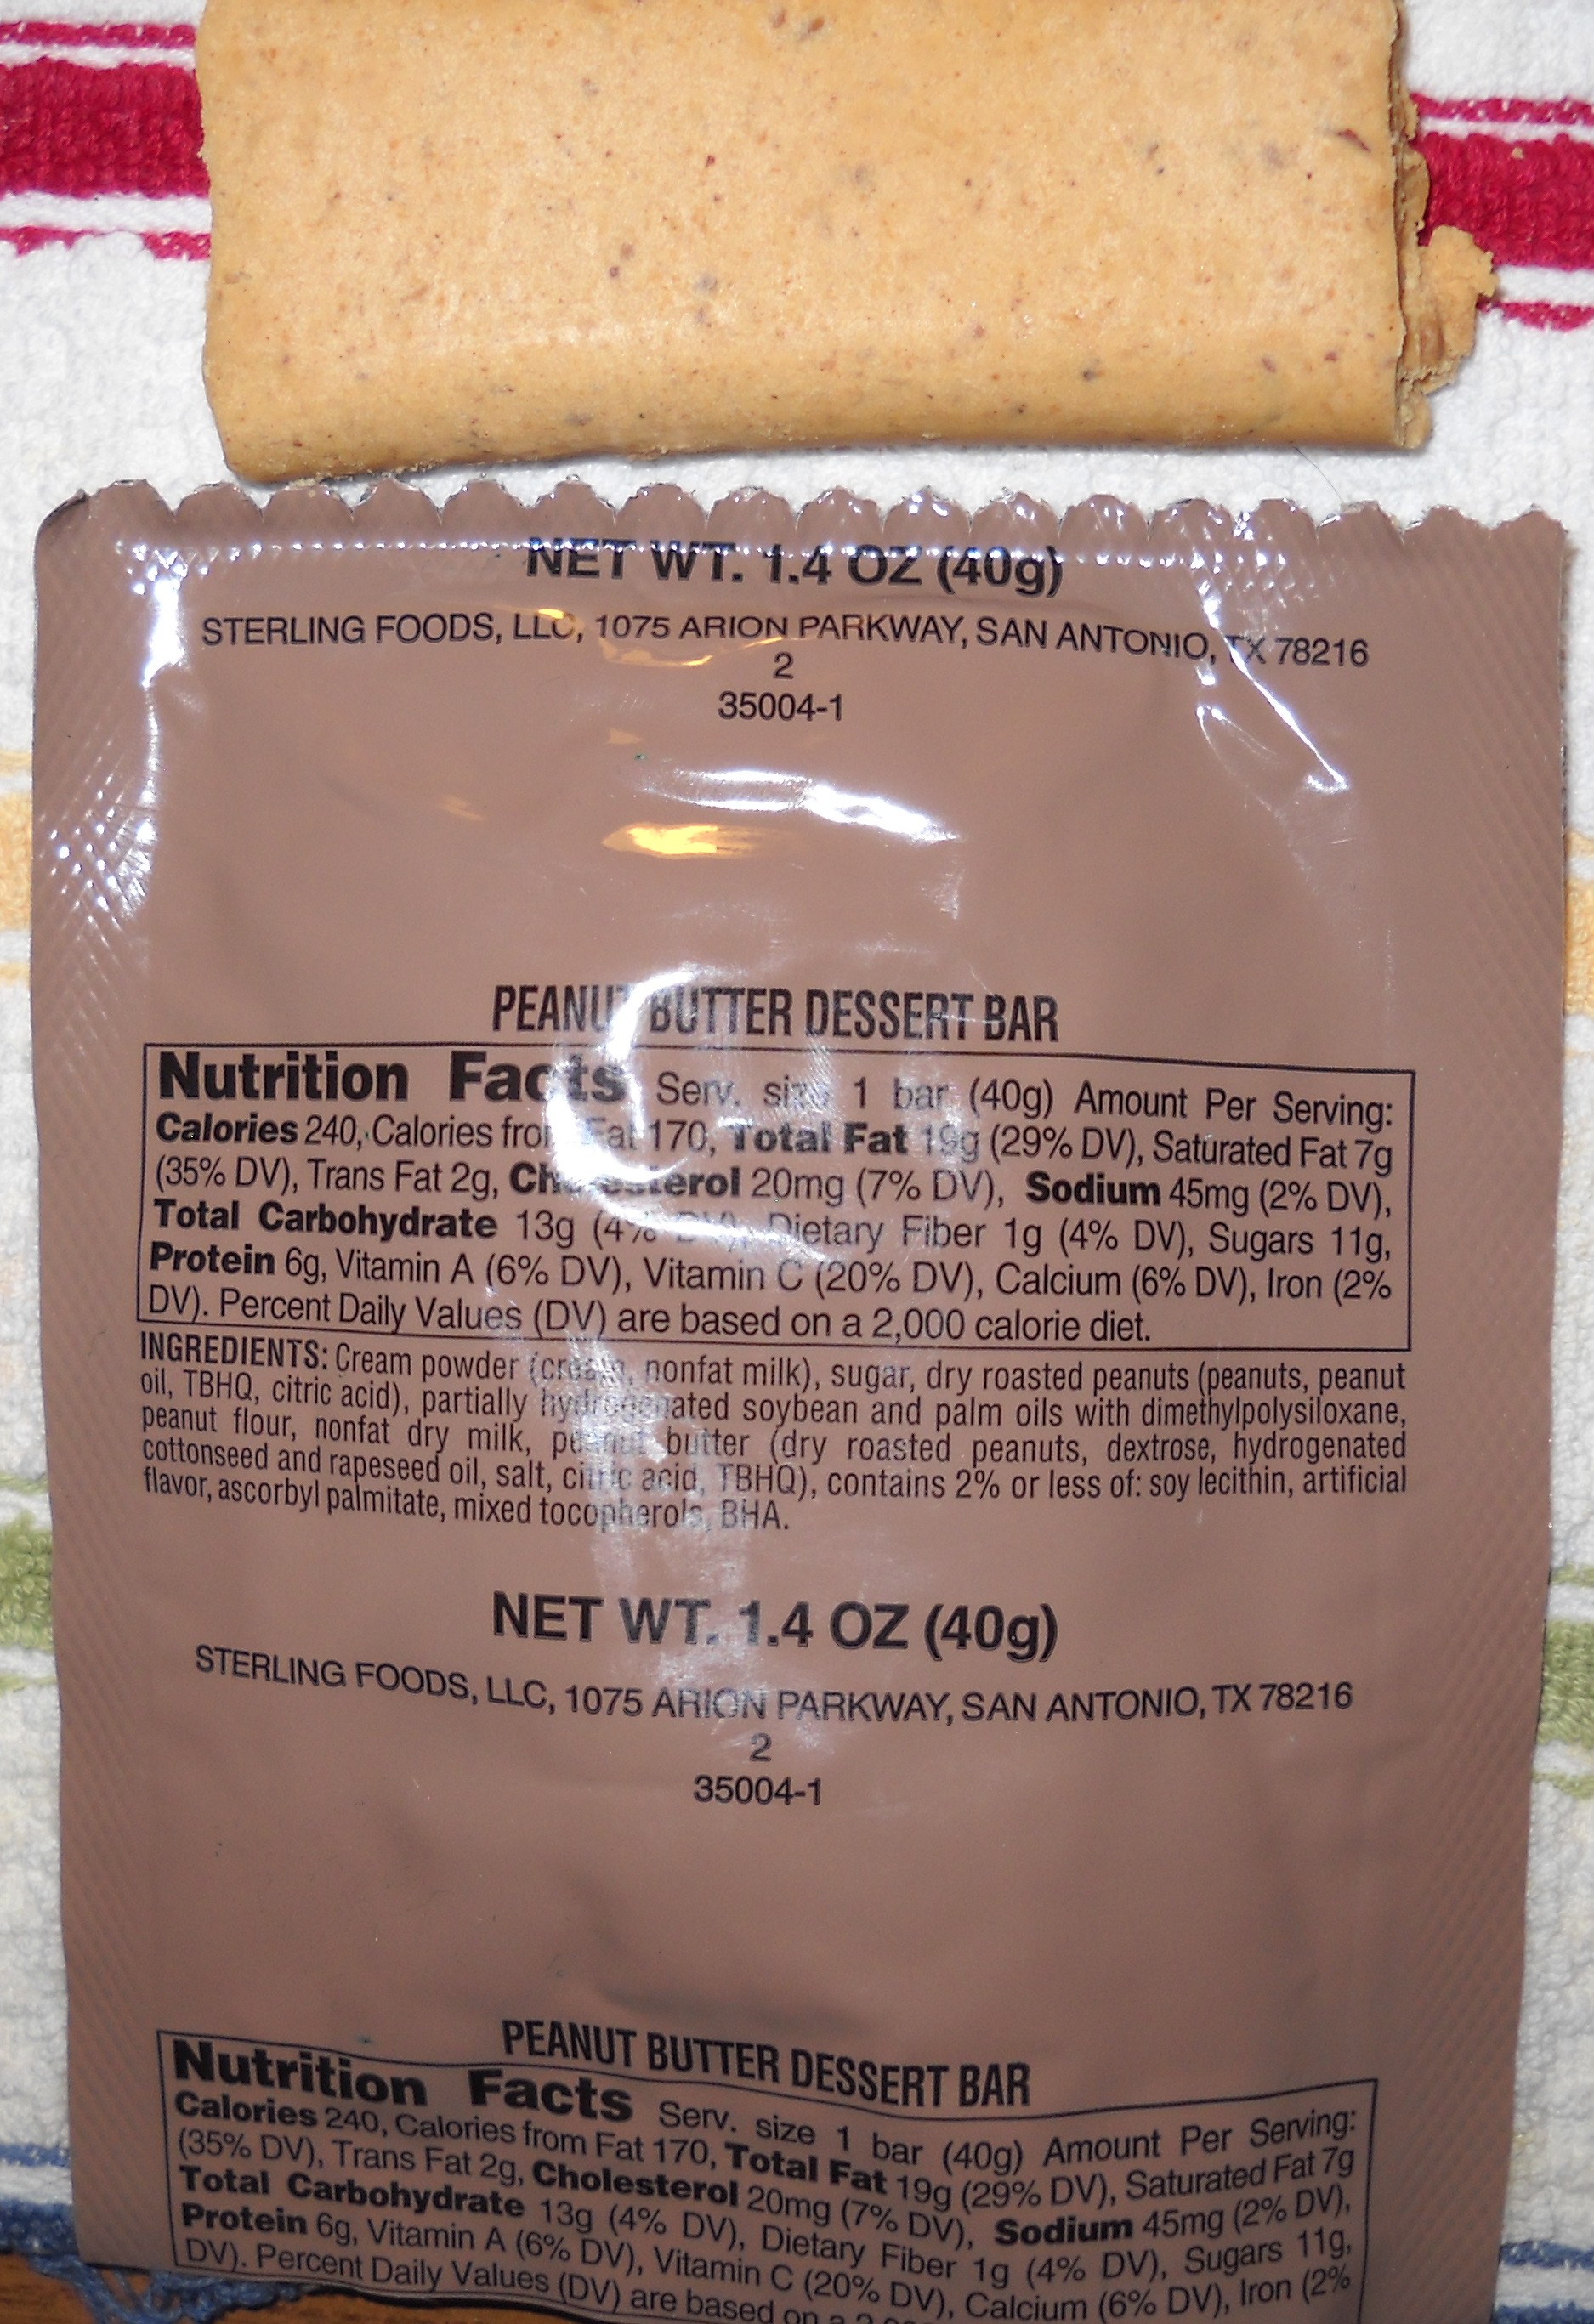 NET WT. 1.4 OZ (40g)
STERLING FOODS, LLC, 1075 ARION PARKWAY, SAN ANTONIO, TX 78216
2
35004-1
PEANUT BUTTER DESSERT BAR
Nutrition Facts Serv. size 1 bar (40g) Amount Per Serving:
Calories 240, Calories from Fat 170, Total Fat 19g (29% DV), Saturated Fat 7g
(35% DV), Trans Fat 2g, Cholesterol 20mg (7% DV), Sodium 45mg (2% DV),
Total Carbohydrate 13g (4% DV), Dietary Fiber 1g (4% DV), Sugars 11g,
Protein 6g, Vitamin A (6% DV), Vitamin C (20% DV), Calcium (6% DV), Iron (2%
DV). Percent Daily Values (DV) are based on a 2,000 calorie diet.
INGREDIENTS: Cream powder (cream, nonfat milk), sugar, dry roasted peanuts (peanuts, peanut
oil, TBHQ, citric acid), partially hydrogenated soybean and palm oils with dimethylpolysiloxane,
peanut flour, nonfat dry milk, peanut butter (dry roasted peanuts, dextrose, hydrogenated
cottonseed and rapeseed oil, salt, citric acid, TBHQ), contains 2% or less of: soy lecithin, artificial
flavor, ascorbyl palmitate, mixed tocopherols, BHA.
NET WT. 1.4 OZ (40g)
STERLING FOODS, LLC, 1075 ARION PARKWAY, SAN ANTONIO, TX 78216
2
35004-1
PEANUT BUTTER DESSERT BAR
Nutrition Facts Serv. size 1 bar (40g) Amount Per Serving:
Calories 240, Calories from Fat 170, Total Fat 19g (29% DV), Saturated Fat 7g
(35% DV), Trans Fat 2g, Cholesterol 20mg (7% DV), Sodium 45mg (2% DV),
Total Carbohydrate 13g (4% DV), Dietary Fiber 1g (4% DV), Sugars 11g,
Protein 6g, Vitamin A (6% DV), Vitamin C (20% DV), Calcium (6% DV), Iron (2%
DV). Percent Daily Values (DV) are based on a